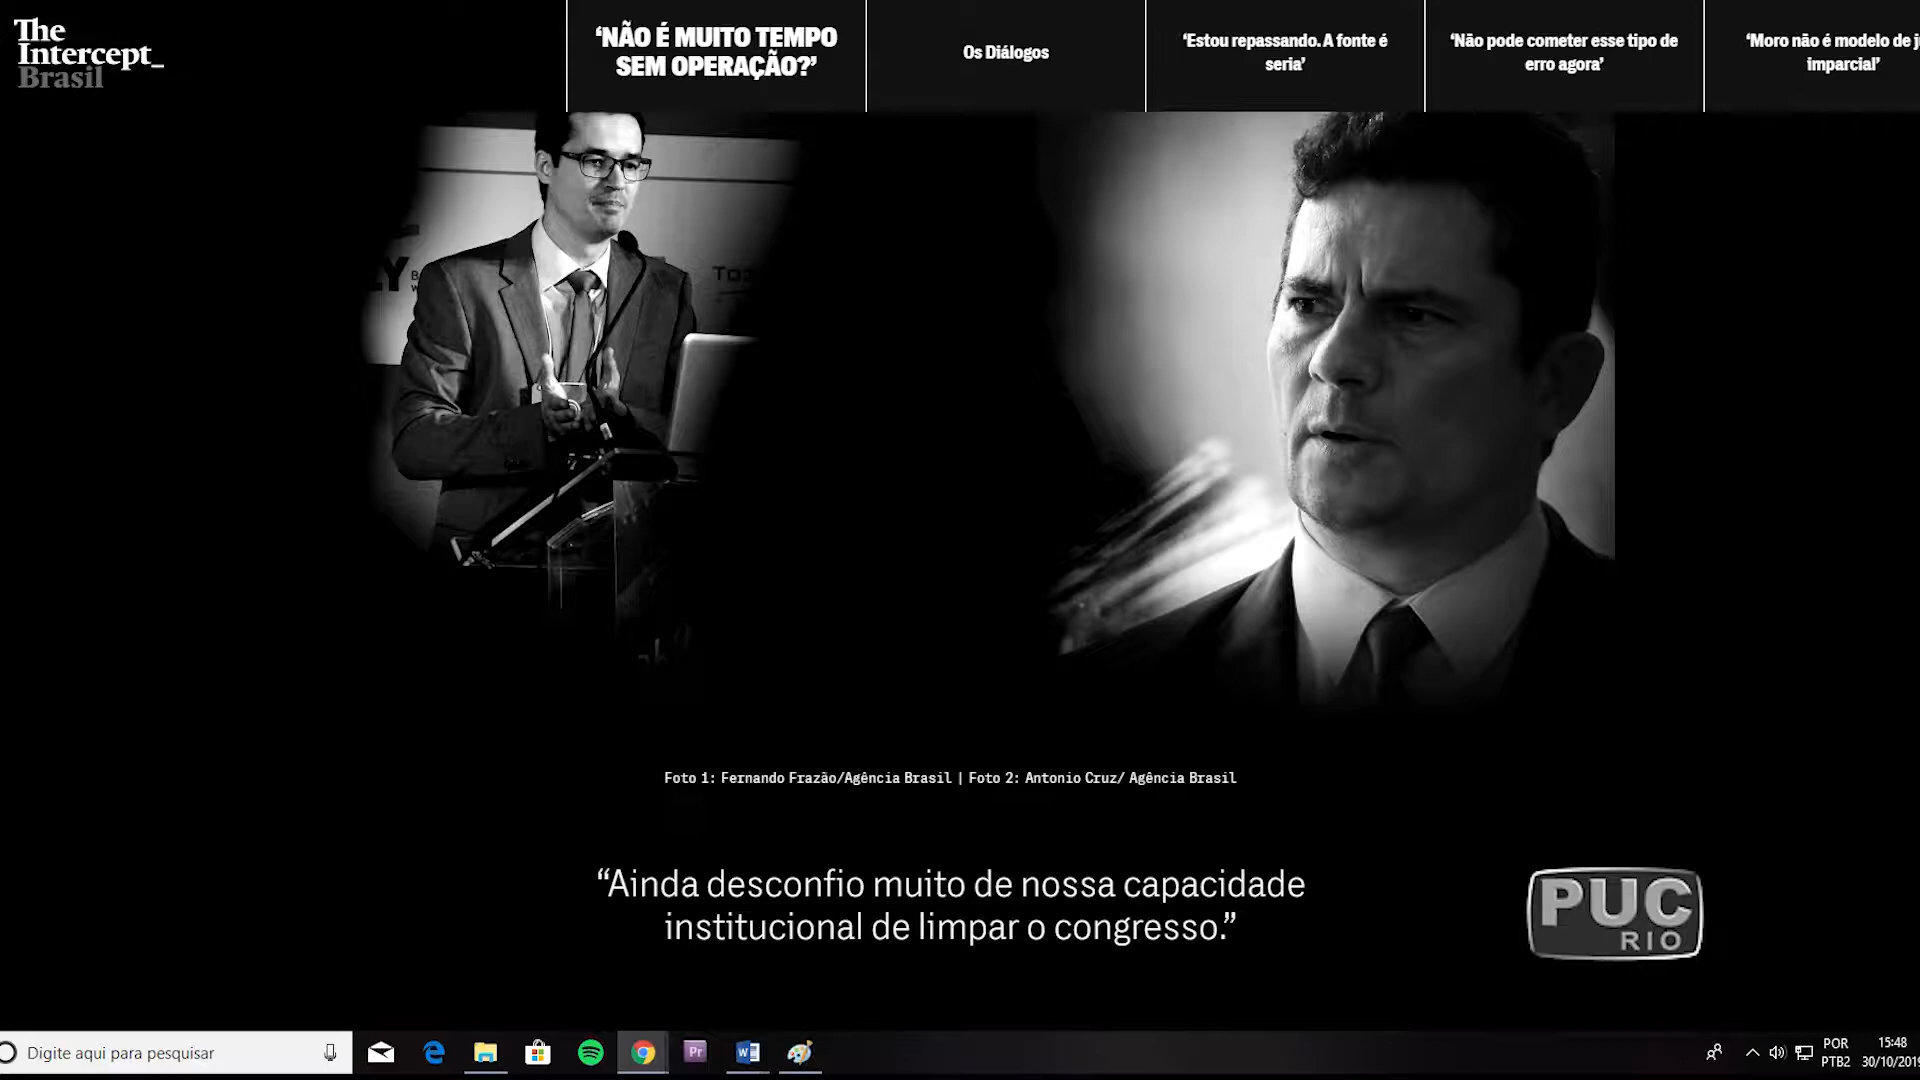 The
Intercept_
Brasil
‘NÃO É MUITO TEMPO
SEM OPERAÇÃO?’
Os Diálogos
‘Estou repassando. A fonte é
seria’
‘Não pode cometer esse tipo de
erro agora’
‘Moro não é modelo de j
imparcial’
Foto 1: Fernando Frazão/Agência Brasil | Foto 2: Antonio Cruz/ Agência Brasil
“Ainda desconfio muito de nossa capacidade
institucional de limpar o congresso.”
PUC
RIO
Digite aqui para pesquisar
Pr
POR
PTB2
15:48
30/10/2019